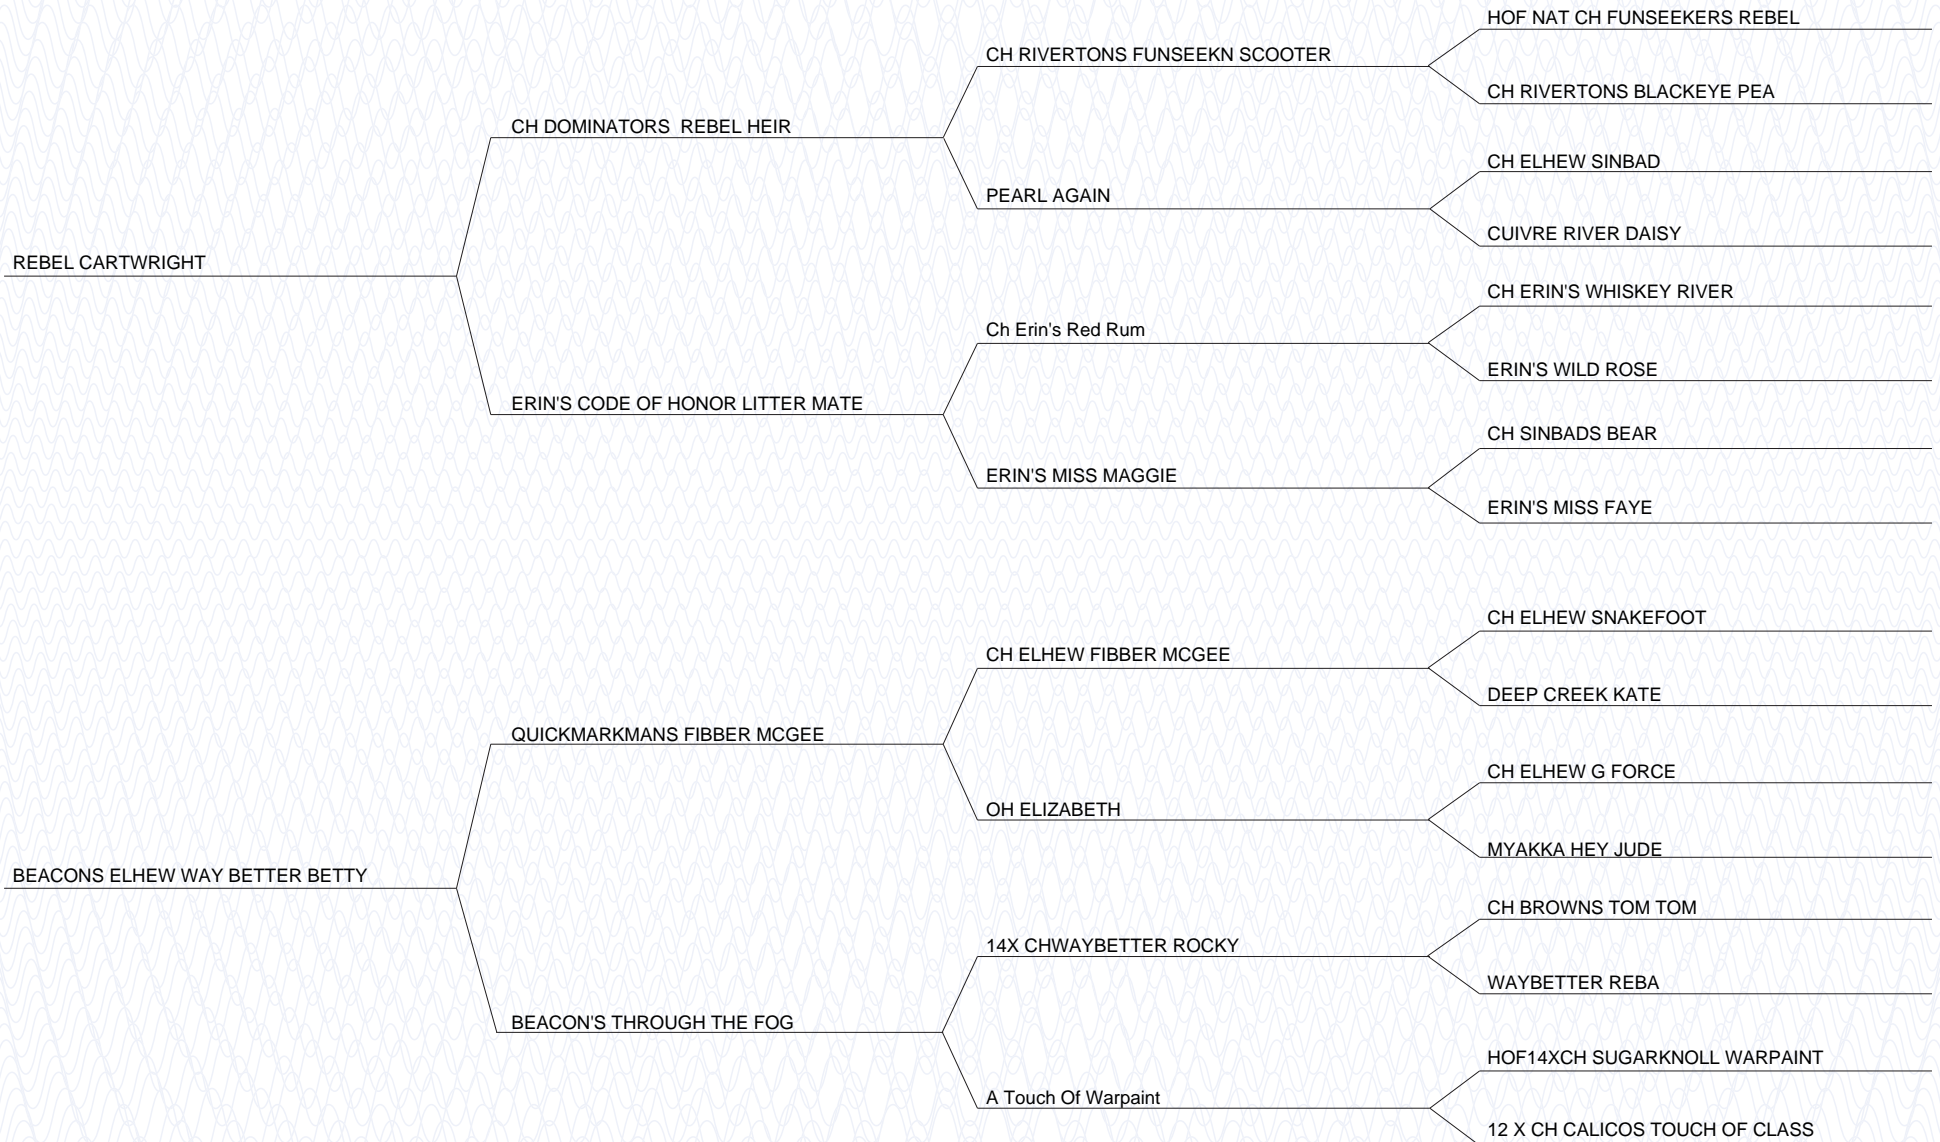 HOF NAT CH FUNSEEKERS REBEL
CH RIVERTONS FUNSEEKN SCOOTER
CH RIVERTONS BLACKEYE PEA
CH DOMINATORS  REBEL HEIR
CH ELHEW SINBAD
PEARL AGAIN
CUIVRE RIVER DAISY
REBEL CARTWRIGHT
CH ERIN'S WHISKEY RIVER
Ch Erin's Red Rum
ERIN'S WILD ROSE
ERIN'S CODE OF HONOR LITTER MATE
CH SINBADS BEAR
ERIN'S MISS MAGGIE
ERIN'S MISS FAYE
CH ELHEW SNAKEFOOT
CH ELHEW FIBBER MCGEE
DEEP CREEK KATE
QUICKMARKMANS FIBBER MCGEE
CH ELHEW G FORCE
OH ELIZABETH
MYAKKA HEY JUDE
BEACONS ELHEW WAY BETTER BETTY
CH BROWNS TOM TOM
14X CHWAYBETTER ROCKY
WAYBETTER REBA
BEACON'S THROUGH THE FOG
HOF14XCH SUGARKNOLL WARPAINT
A Touch Of Warpaint
12 X CH CALICOS TOUCH OF CLASS